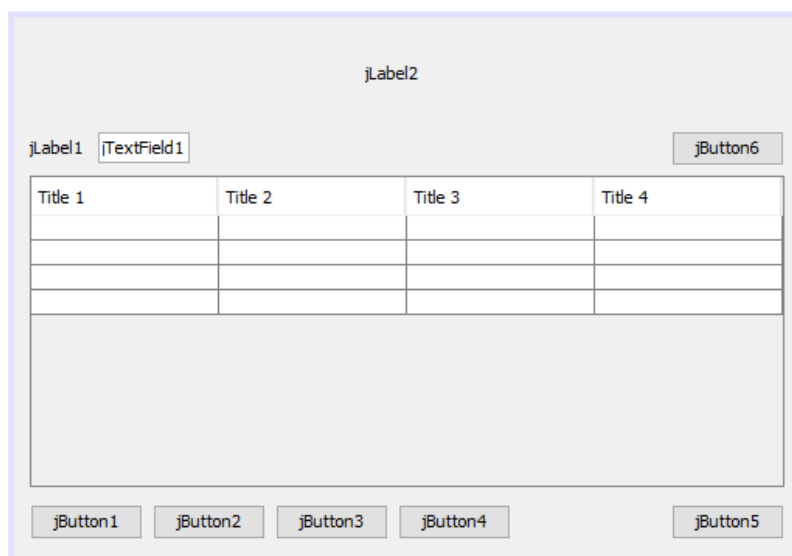 jLabel2
jLabel1 jTextField1 jButton6
Title 1 Title 2 Title 3 Title 4
jButton1 jButton2 jButton3 jButton4 jButton5